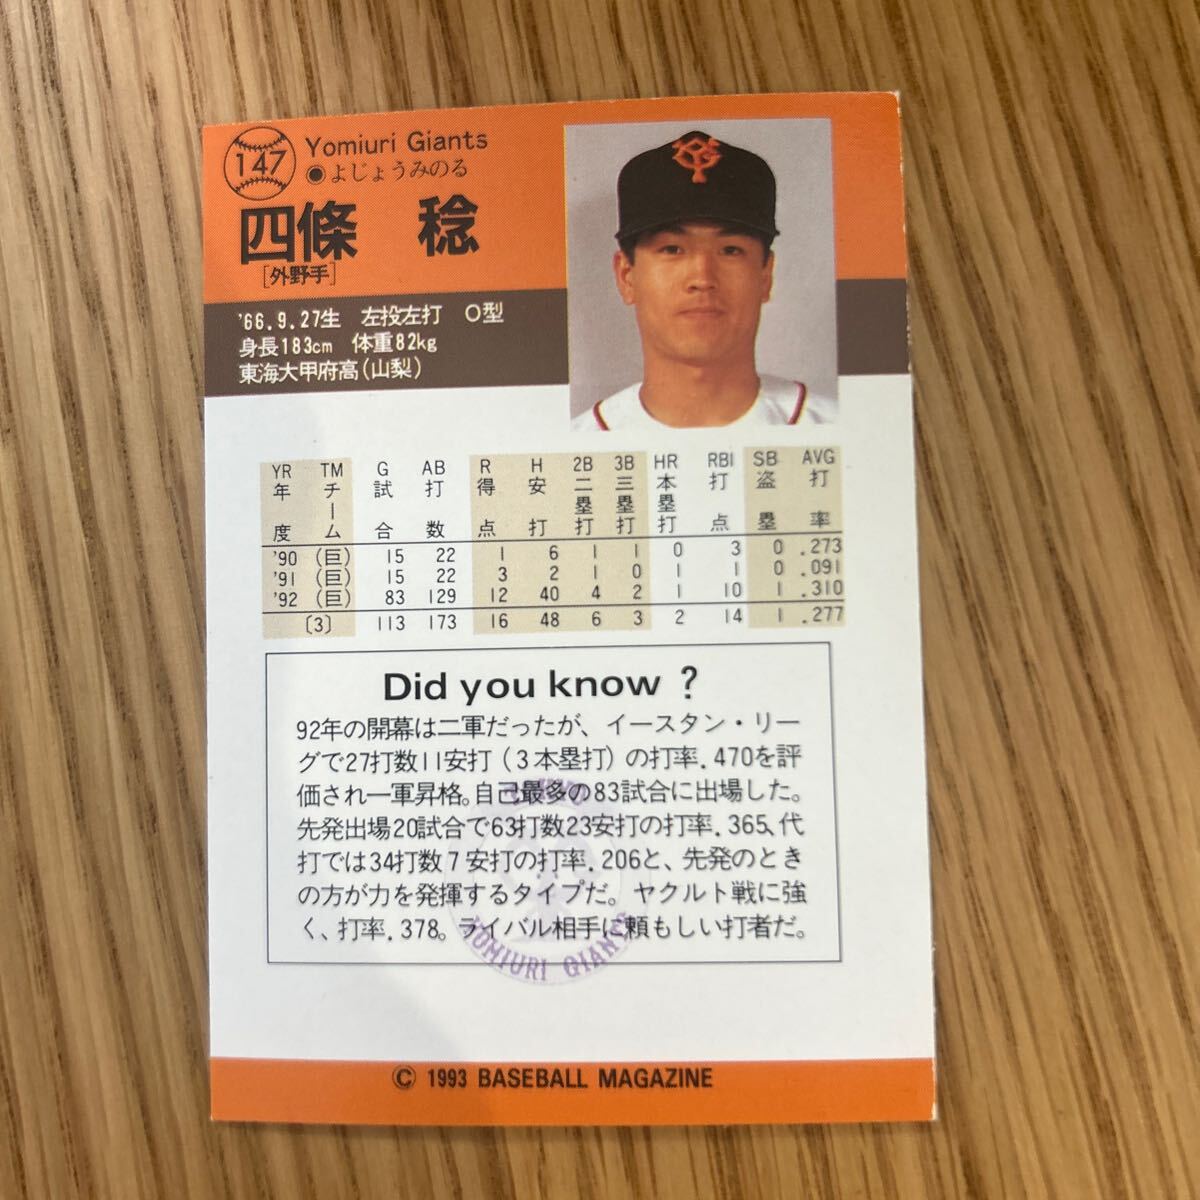 147
Yomiuri Giants
●よじょうみのる
四條 稔
[外野手]
'66.9.27生 左投左打 O型
身長183cm 体重82kg
東海大甲府高(山梨)
YG
YR TM G AB R H 2B 3B HR RBI SB AVG
年度 チーム 試合 打数 得点 安打 二塁打 三塁打 本塁打 打点 盗塁 打率
'90 (巨) 15 22 1 6 1 1 0 3 0 .273
'91 (巨) 15 22 3 2 1 0 1 1 0 .091
'92 (巨) 83 129 12 40 4 2 1 10 1 .310
[3] 113 173 16 48 6 3 2 14 1 .277
Did you know ?
92年の開幕は二軍だったが、イースタン・リー
グで27打数11安打(3本塁打)の打率.470を評
価され一軍昇格。自己最多の83試合に出場した。
先発出場20試合で63打数23安打の打率.365、代
打では34打数7安打の打率.206と、先発のとき
の方が力を発揮するタイプだ。ヤクルト戦に強
く、打率.378。ライバル相手に頼もしい打者だ。
YOMIURI GIANTS
© 1993 BASEBALL MAGAZINE